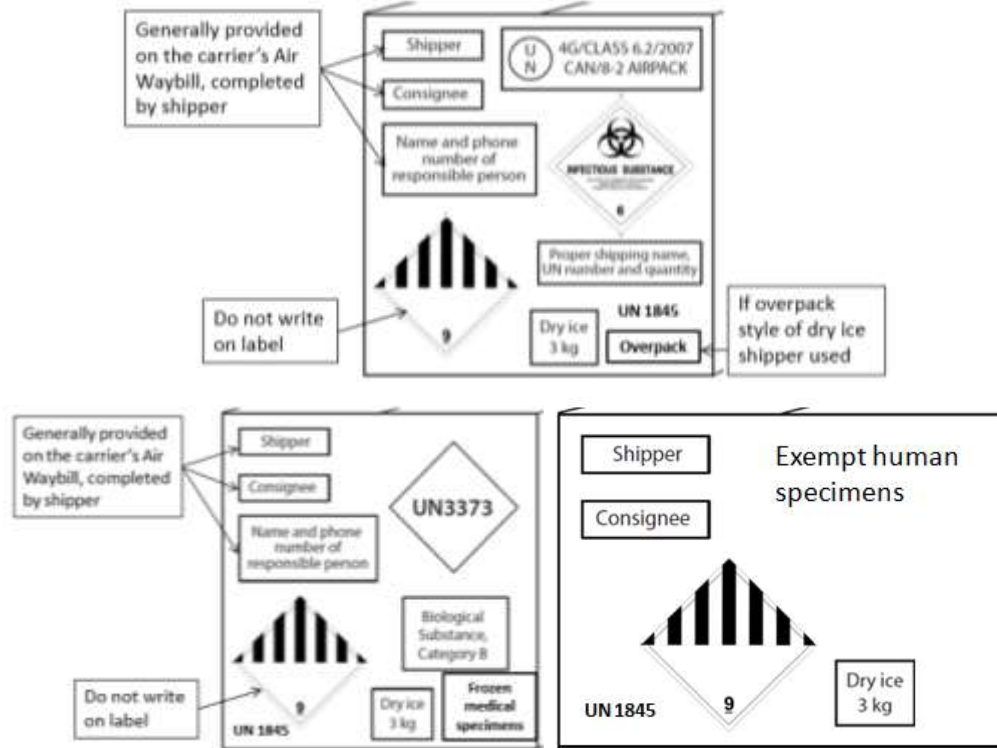 Generally provided
on the carrier's Air
Waybill, completed
by shipper
Shipper
Consignee
Name and phone
number of
responsible person
U
N
4G/CLASS 6.2/2007
CAN/8-2 AIRPACK
INFECTIOUS SUBSTANCE
6
Proper shipping name,
UN number and quantity
9
Do not write
on label
UN 1845
Dry ice
3 kg
Overpack
If overpack
style of dry ice
shipper used
Generally provided
on the carrier's Air
Waybill, completed
by shipper
Shipper
Consignee
Name and phone
number of
responsible person
UN3373
Biological
Substance,
Category B
9
Do not write
on label
UN 1845
Dry ice
3 kg
Frozen
medical
specimens
Shipper
Consignee
Exempt human
specimens
9
UN 1845
Dry ice
3 kg